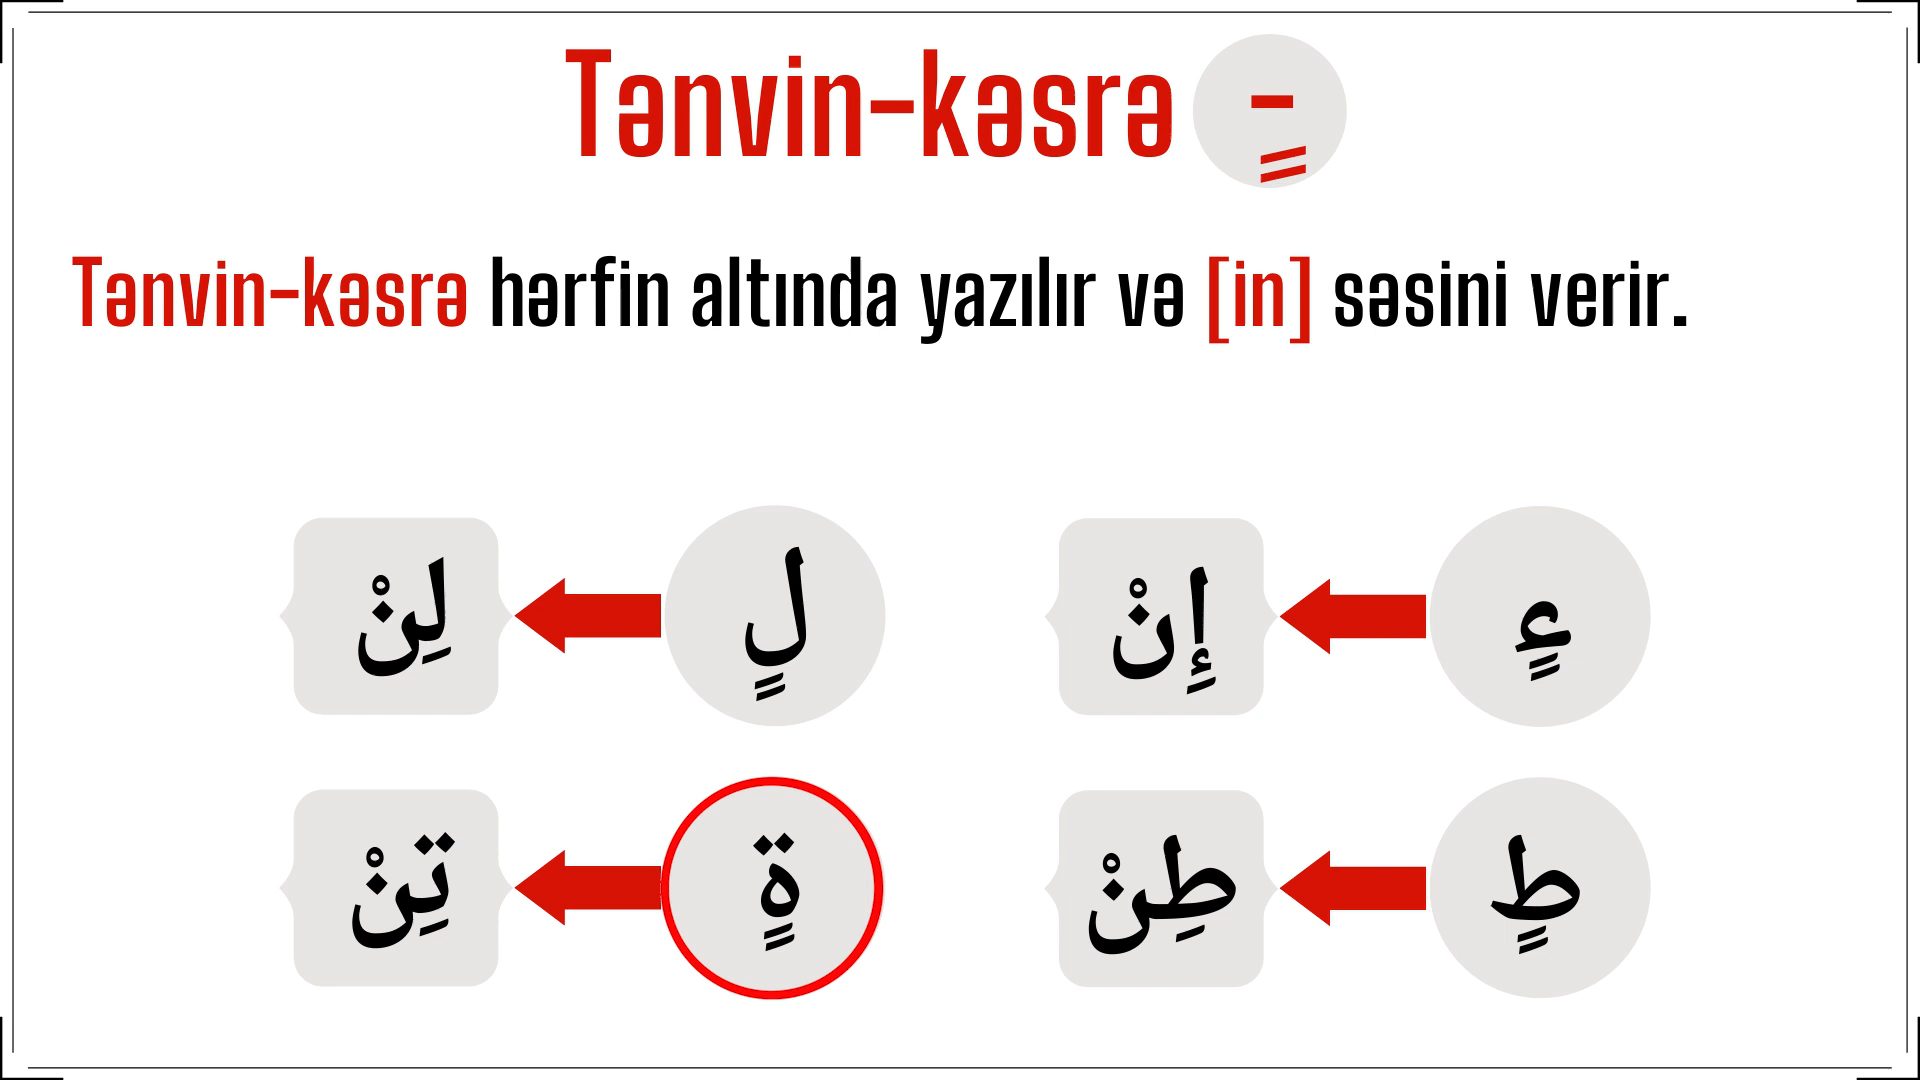 Tənvin-kəsrə -ٍ
Tənvin-kəsrə hərfin altında yazılır və [in] səsini verir.
ءٍ إِنْ لٍ لِنْ
طٍ طِنْ ةٍ تِنْ